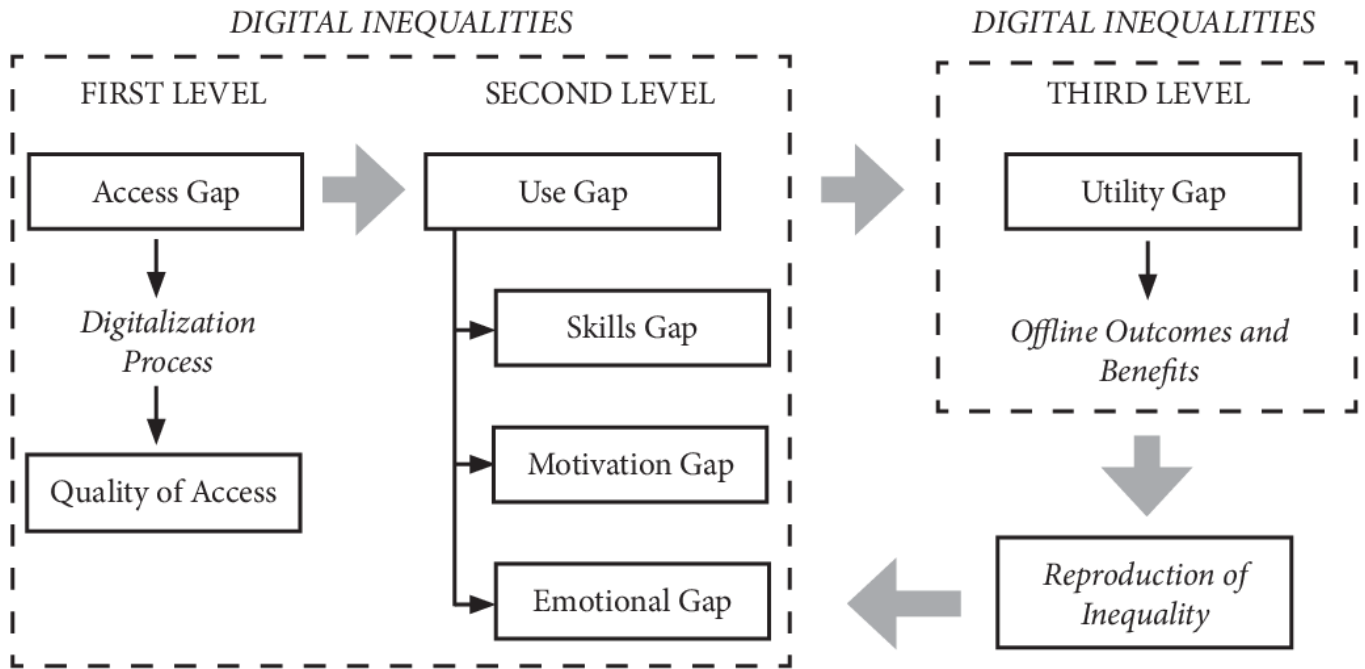 DIGITAL INEQUALITIES
FIRST LEVEL
SECOND LEVEL
Access Gap
Digitalization
Process
Quality of Access
Use Gap
Skills Gap
Motivation Gap
Emotional Gap
DIGITAL INEQUALITIES
THIRD LEVEL
Utility Gap
Offline Outcomes and
Benefits
Reproduction of
Inequality